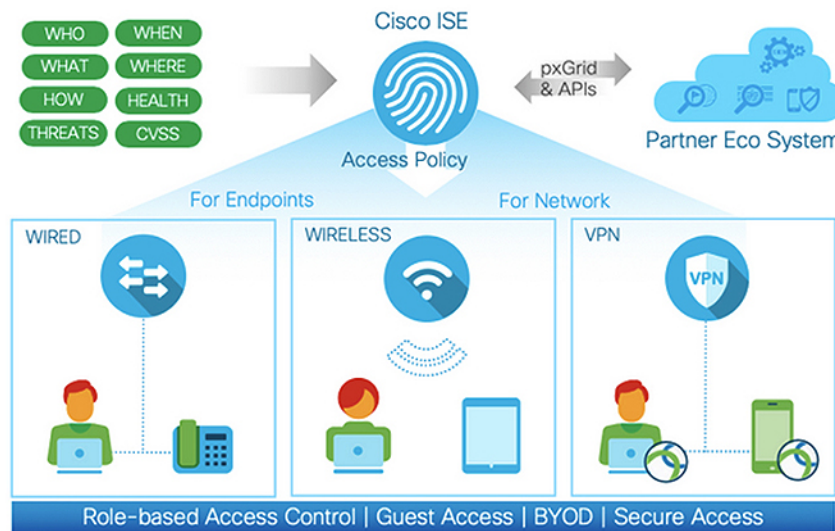 Cisco ISE
WHO
WHEN
WHAT
WHERE
HOW
HEALTH
THREATS
CVSS
pxGrid
& APIs
Partner Eco System
Access Policy
For Endpoints
For Network
WIRED
WIRELESS
VPN
VPN
Role-based Access Control | Guest Access | BYOD | Secure Access